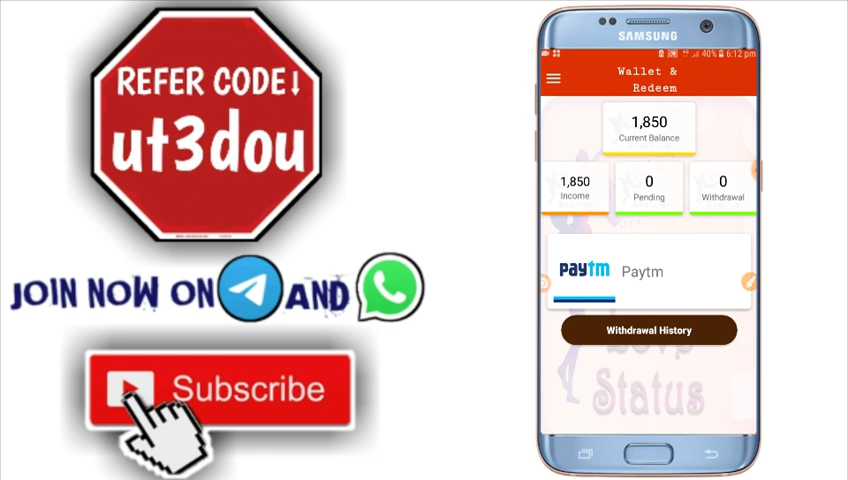 REFER CODE↓
ut3dou
JOIN NOW ON AND
Subscribe
SAMSUNG
40% 6:12 pm
Wallet &
Redeem
1,850
Current Balance
1,850
Income
0
Pending
0
Withdrawal
paytm Paytm
Withdrawal History
Status